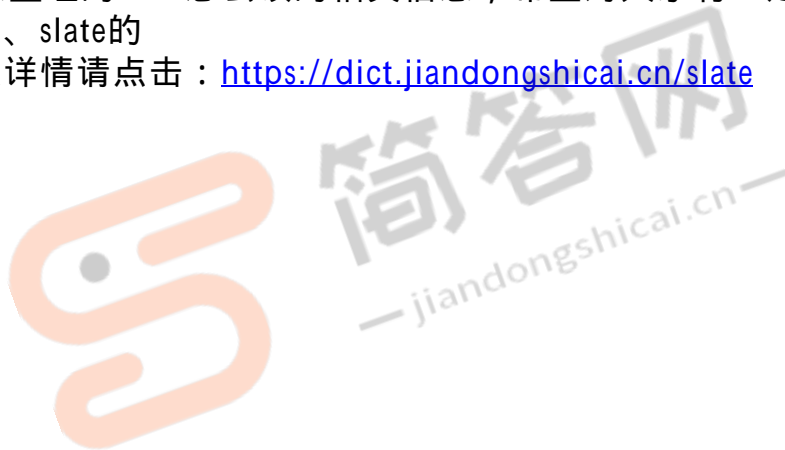 、slate的
详情请点击：https://dict.jiandongshicai.cn/slate
简答网
jiandongshicai.cn